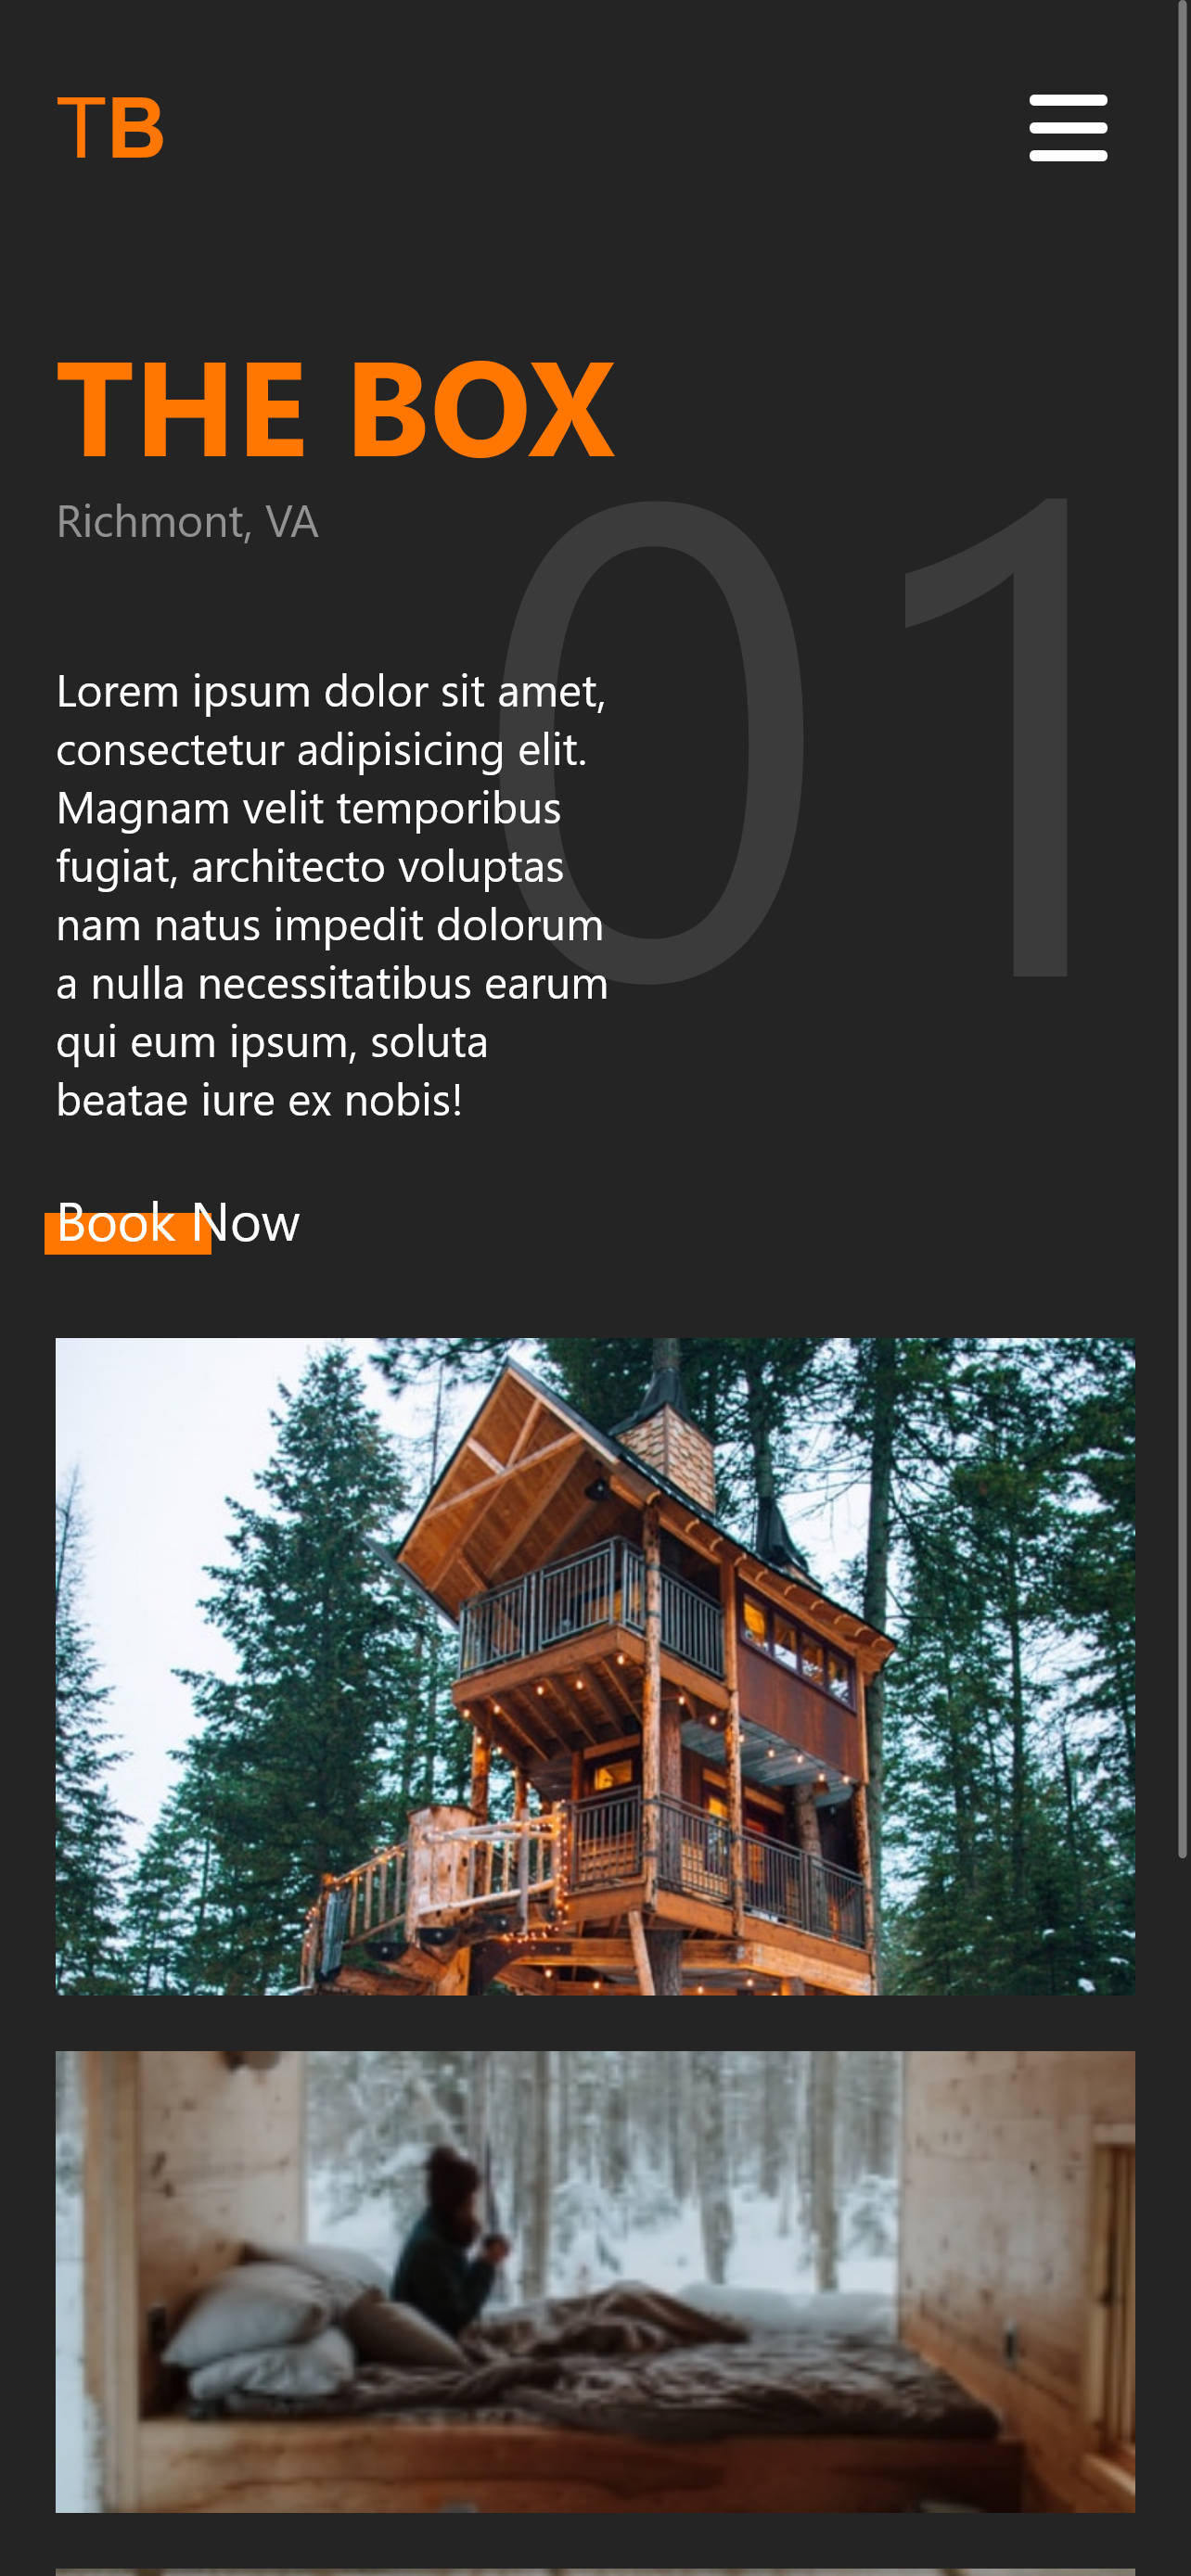 TB
THE BOX
Richmont, VA
01
Lorem ipsum dolor sit amet,
consectetur adipisicing elit.
Magnam velit temporibus
fugiat, architecto voluptas
nam natus impedit dolorum
a nulla necessitatibus earum
qui eum ipsum, soluta
beatae iure ex nobis!
Book Now